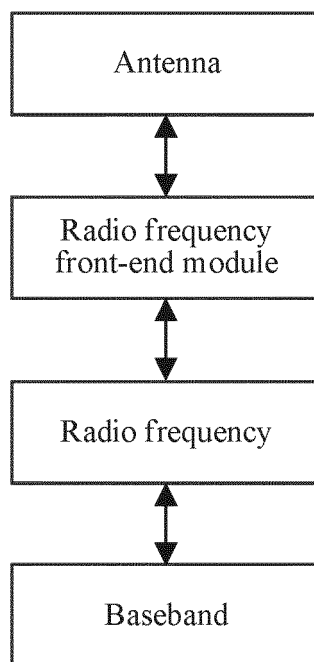 Antenna
Radio frequency
front-end module
Radio frequency
Baseband